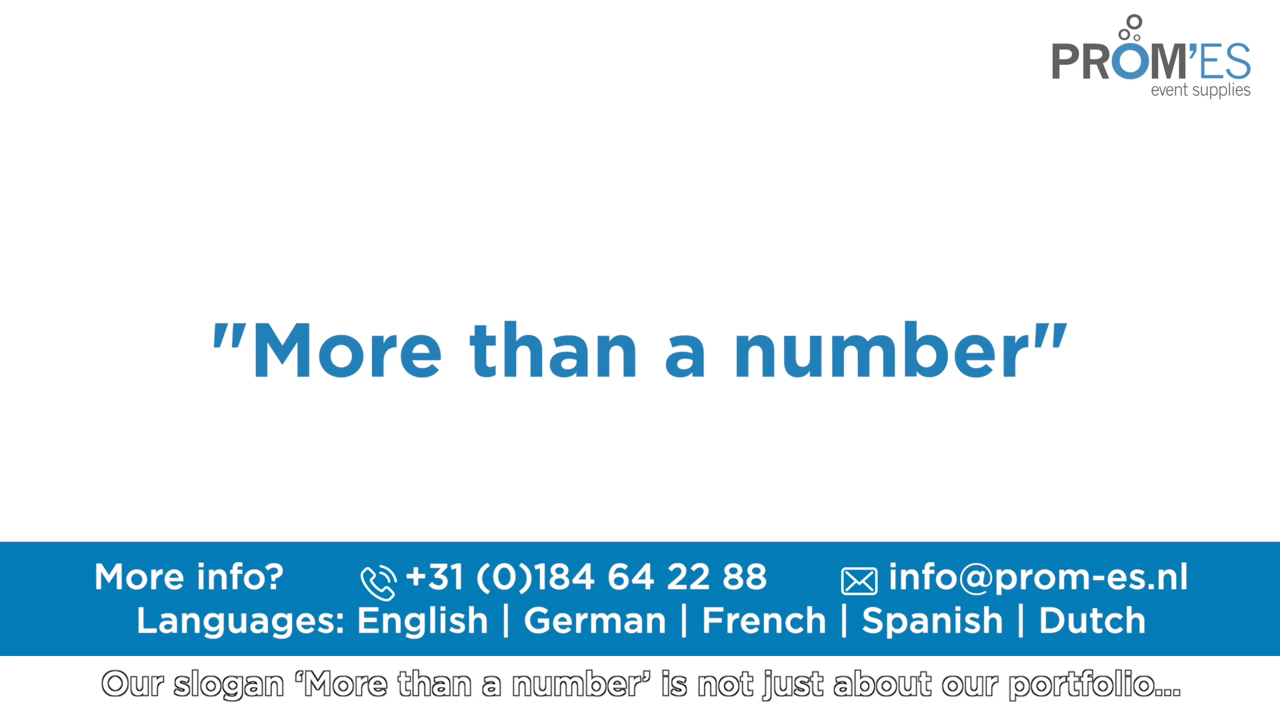 PROM'ES
event supplies
"More than a number"
More info? +31 (0)184 64 22 88 info@prom-es.nl
Languages: English | German | French | Spanish | Dutch
Our slogan ‘More than a number’ is not just about our portfolio...